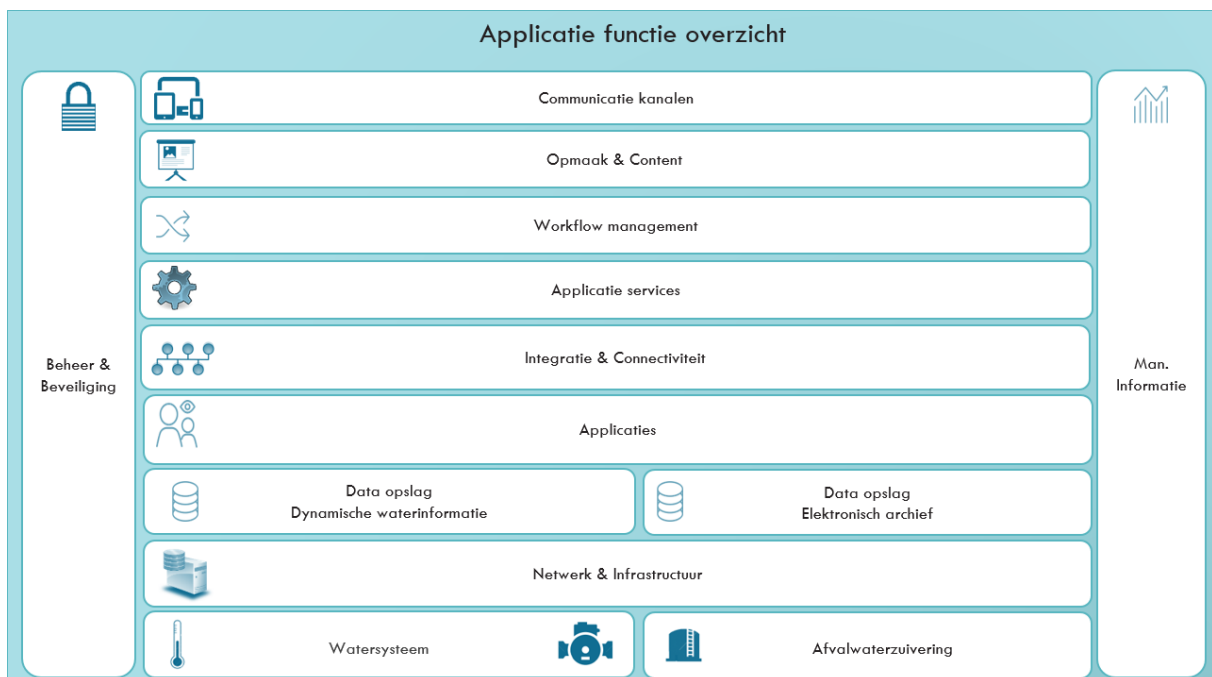 Applicatie functie overzicht
Communicatie kanalen
Opmaak & Content
Workflow management
Applicatie services
Integratie & Connectiviteit
Beheer &
Beveiliging
Man.
Informatie
Applicaties
Data opslag
Dynamische waterinformatie
Data opslag
Elektronisch archief
Netwerk & Infrastructuur
Watersysteem
Afvalwaterzuivering